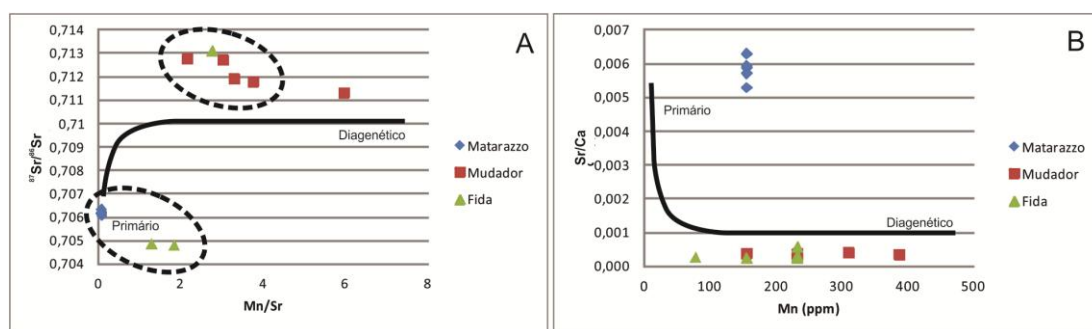 A
0,714
0,713
0,712
0,711
0,71
0,709
0,708
0,707
0,706
0,705
0,704
⁸⁷Sr/⁸⁶Sr
Diagenético
Primário
0 2 4 6 8
Mn/Sr
Matarazzo
Mudador
Fida
B
0,007
0,006
0,005
0,004
0,003
0,002
0,001
0,000
Sr/Ca
Primário
Diagenético
0 100 200 300 400 500
Mn (ppm)
Matarazzo
Mudador
Fida